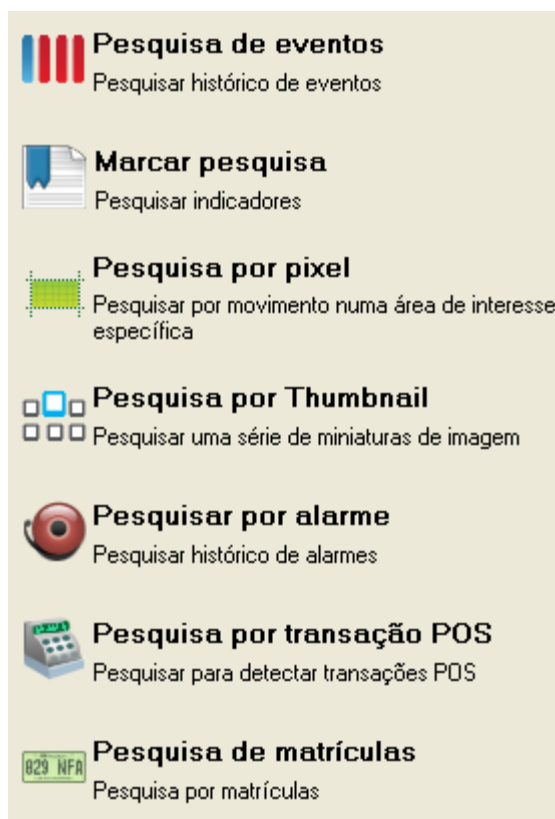 Pesquisa de eventos
Pesquisar histórico de eventos
Marcar pesquisa
Pesquisar indicadores
Pesquisa por pixel
Pesquisar por movimento numa área de interesse
específica
Pesquisa por Thumbnail
Pesquisar uma série de miniaturas de imagem
Pesquisar por alarme
Pesquisar histórico de alarmes
Pesquisa por transação POS
Pesquisar para detectar transações POS
Pesquisa de matrículas
829 NFA
Pesquisa por matrículas